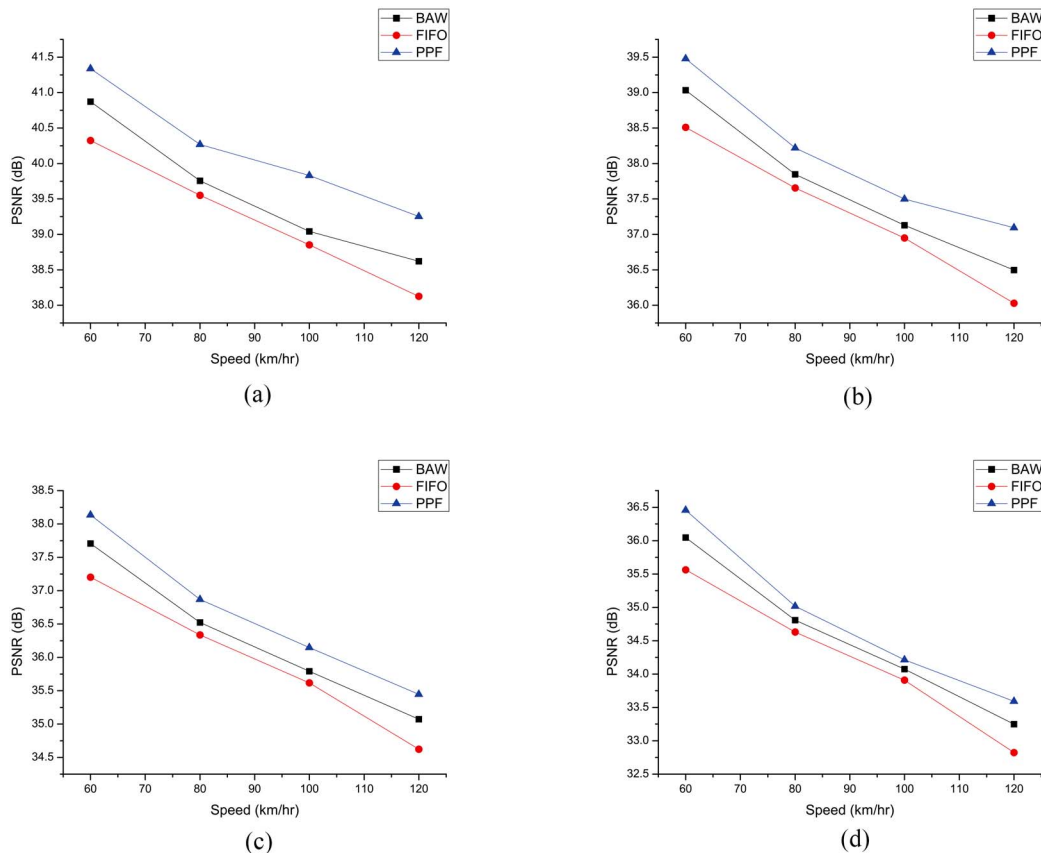 BAW
FIFO
PPF
41.5
41.0
40.5
40.0
39.5
39.0
38.5
38.0
PSNR (dB)
60 70 80 90 100 110 120
Speed (km/hr)
(a)
BAW
FIFO
PPF
39.5
39.0
38.5
38.0
37.5
37.0
36.5
36.0
PSNR (dB)
60 70 80 90 100 110 120
Speed (km/hr)
(b)
BAW
FIFO
PPF
38.5
38.0
37.5
37.0
36.5
36.0
35.5
35.0
34.5
PSNR (dB)
60 70 80 90 100 110 120
Speed (km/hr)
(c)
BAW
FIFO
PPF
36.5
36.0
35.5
35.0
34.5
34.0
33.5
33.0
32.5
PSNR (dB)
60 70 80 90 100 110 120
Speed (km/hr)
(d)